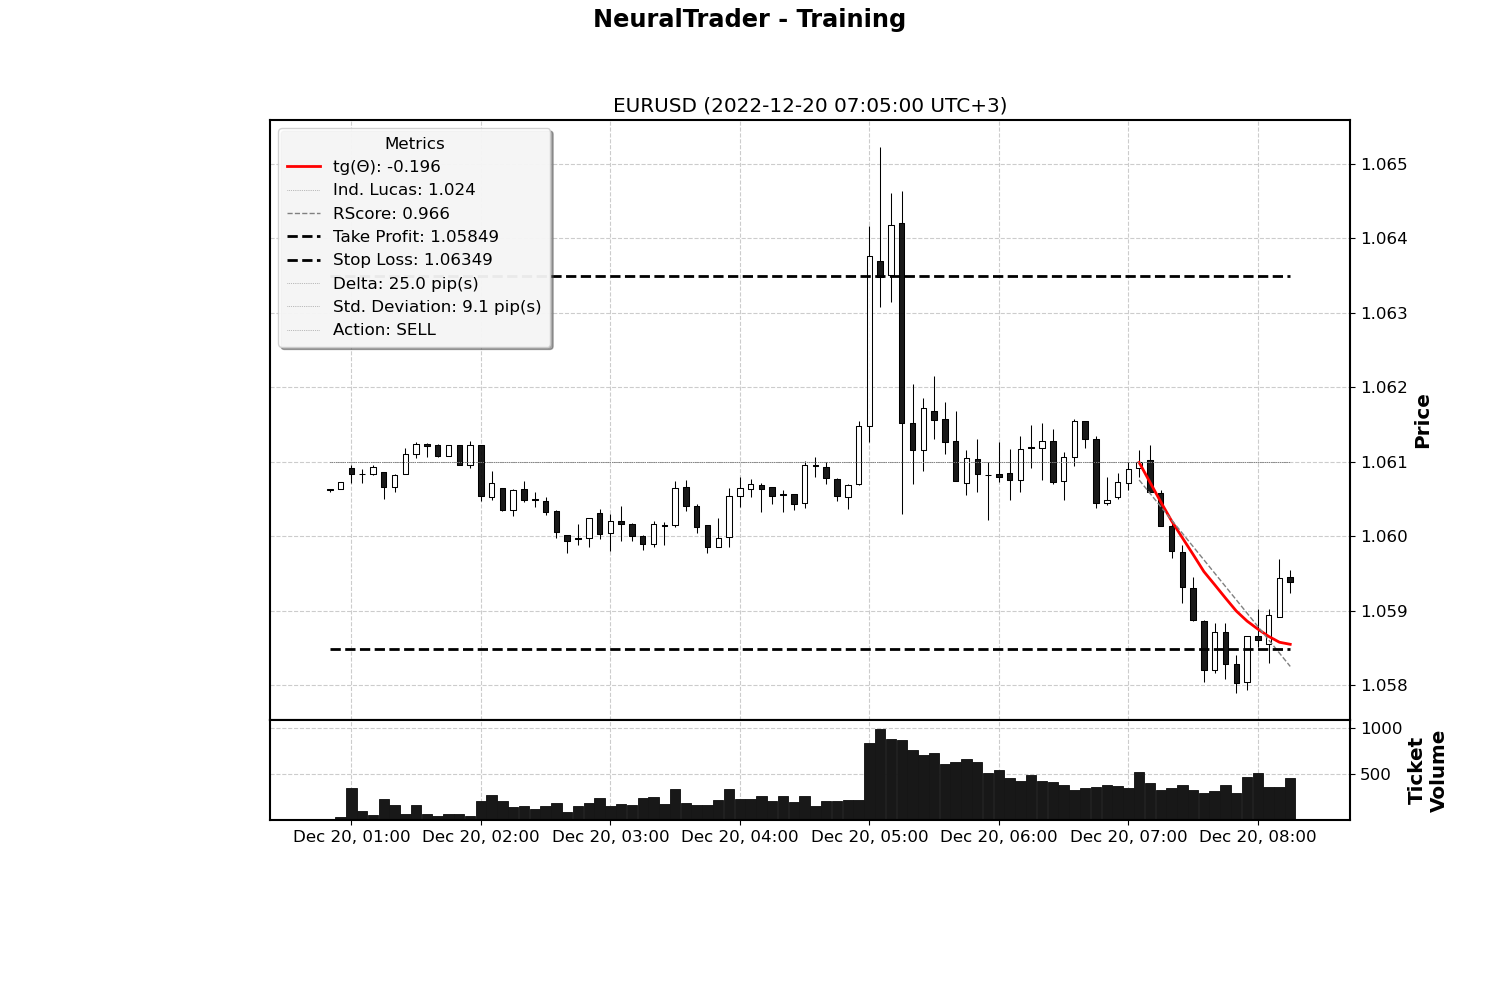 NeuralTrader - Training
EURUSD (2022-12-20 07:05:00 UTC+3)
Metrics
tg(Θ): -0.196
Ind. Lucas: 1.024
RScore: 0.966
Take Profit: 1.05849
Stop Loss: 1.06349
Delta: 25.0 pip(s)
Std. Deviation: 9.1 pip(s)
Action: SELL
1.065
1.064
1.063
1.062
1.061
1.060
1.059
1.058
Price
1000
500
Ticket
Volume
Dec 20, 01:00 Dec 20, 02:00 Dec 20, 03:00 Dec 20, 04:00 Dec 20, 05:00 Dec 20, 06:00 Dec 20, 07:00 Dec 20, 08:00